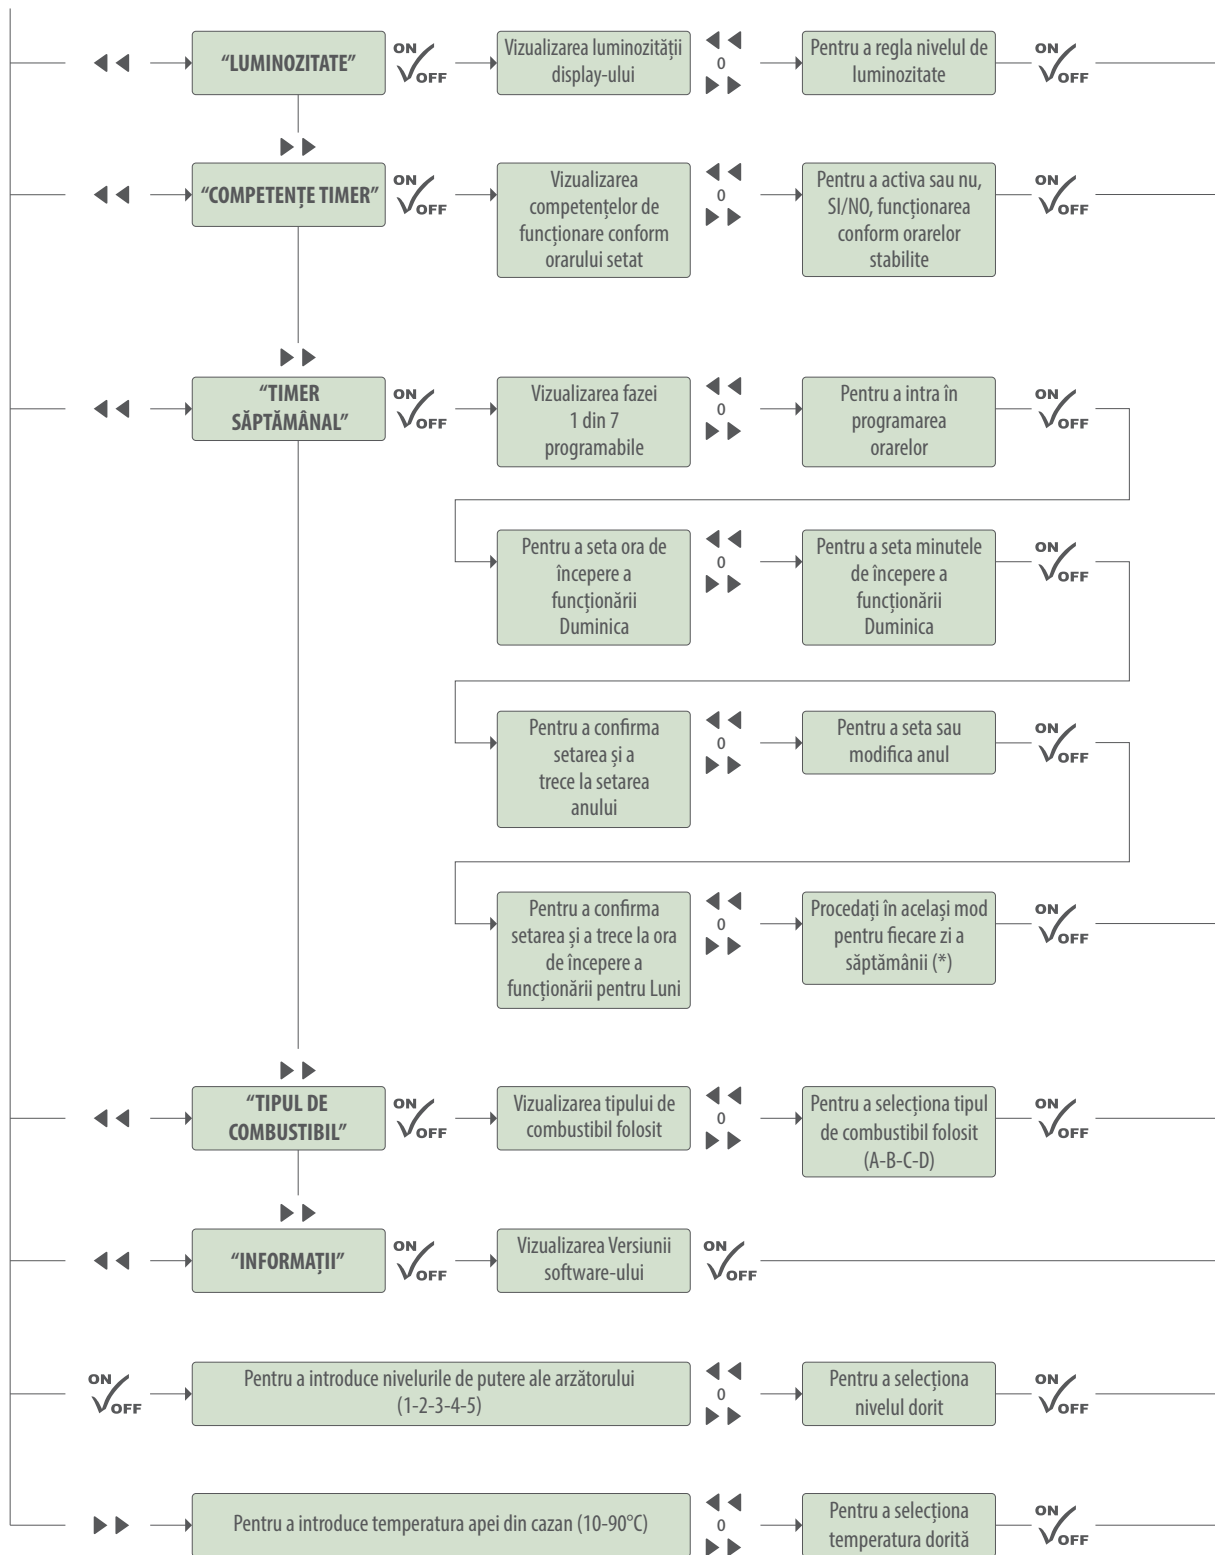 “LUMINOZITATE”
ON
OFF
Vizualizarea luminozității
display-ului
0
Pentru a regla nivelul de
luminozitate
ON
OFF
“COMPETENȚE TIMER”
ON
OFF
Vizualizarea
competențelor de
funcționare conform
orarului setat
0
Pentru a activa sau nu,
SI/NO, funcționarea
conform orarelor
stabilite
ON
OFF
“TIMER
SĂPTĂMÂNAL”
ON
OFF
Vizualizarea fazei
1 din 7
programabile
0
Pentru a intra în
programarea
orarelor
ON
OFF
Pentru a seta ora de
începere a
funcționării
Duminica
0
Pentru a seta minutele
de începere a
funcționării
Duminica
ON
OFF
Pentru a confirma
setarea și a
trece la setarea
anului
0
Pentru a seta sau
modifica anul
ON
OFF
Pentru a confirma
setarea și a trece la ora
de începere a
funcționării pentru Luni
0
Procedați în același mod
pentru fiecare zi a
săptămânii (*)
ON
OFF
“TIPUL DE
COMBUSTIBIL”
ON
OFF
Vizualizarea tipului de
combustibil folosit
0
Pentru a selecționa tipul
de combustibil folosit
(A-B-C-D)
ON
OFF
“INFORMAȚII”
ON
OFF
Vizualizarea Versiunii
software-ului
ON
OFF
ON
OFF
Pentru a introduce nivelurile de putere ale arzătorului
(1-2-3-4-5)
0
Pentru a selecționa
nivelul dorit
ON
OFF
Pentru a introduce temperatura apei din cazan (10-90°C)
0
Pentru a selecționa
temperatura dorită
ON
OFF